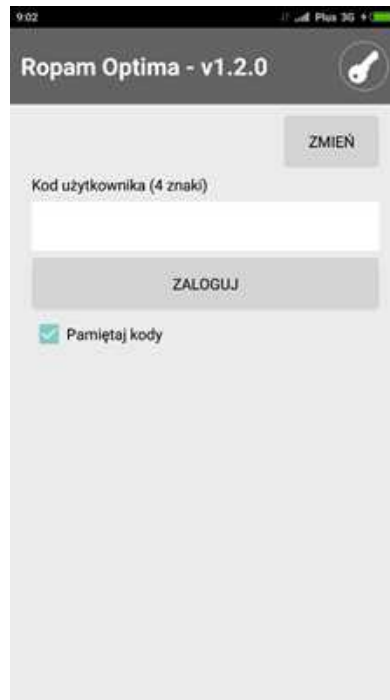 9:02 Plus 3G
Ropam Optima - v1.2.0
ZMIEŃ
Kod użytkownika (4 znaki)
ZALOGUJ
Pamiętaj kody